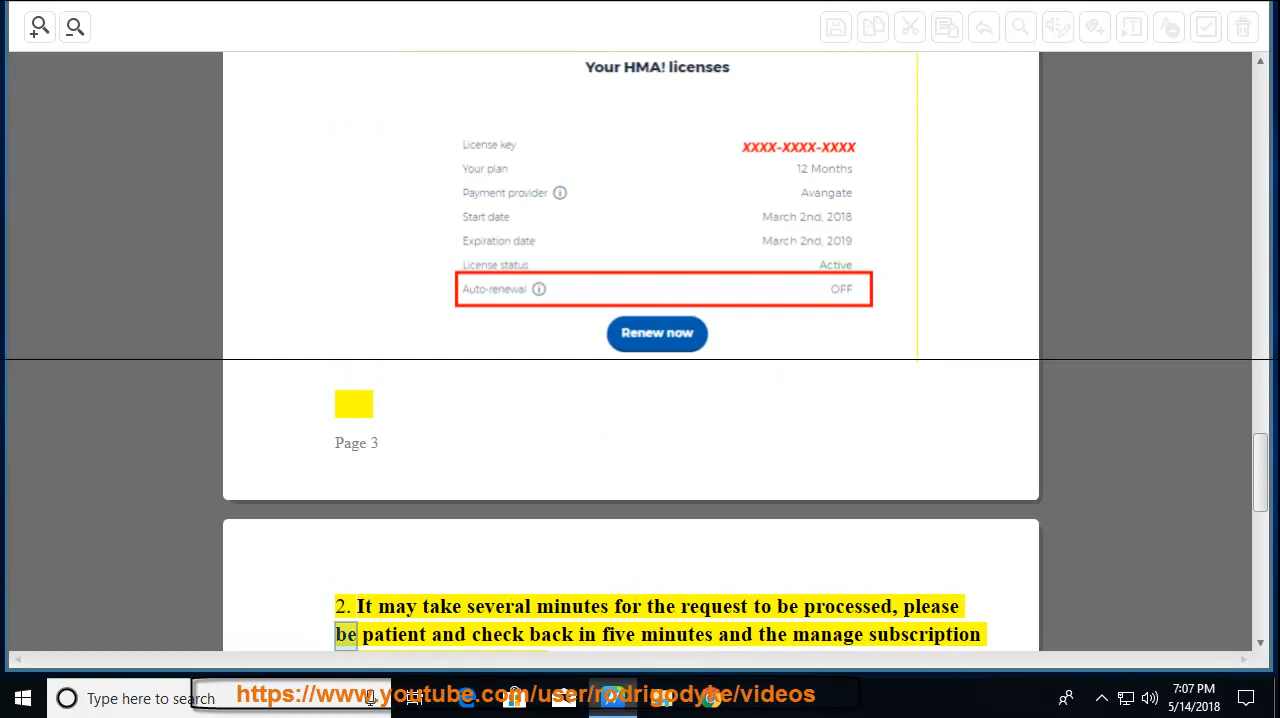 Your HMA! licenses
License key XXXX-XXXX-XXXX
Your plan 12 Months
Payment provider Avangate
Start date March 2nd, 2018
Expiration date March 2nd, 2019
License status Active
Auto-renewal OFF
Renew now
Page 3
2. It may take several minutes for the request to be processed, please
be patient and check back in five minutes and the manage subscription
Type here to search
https://www.youtube.com/user/rodrigodyke/videos
7:07 PM
5/14/2018